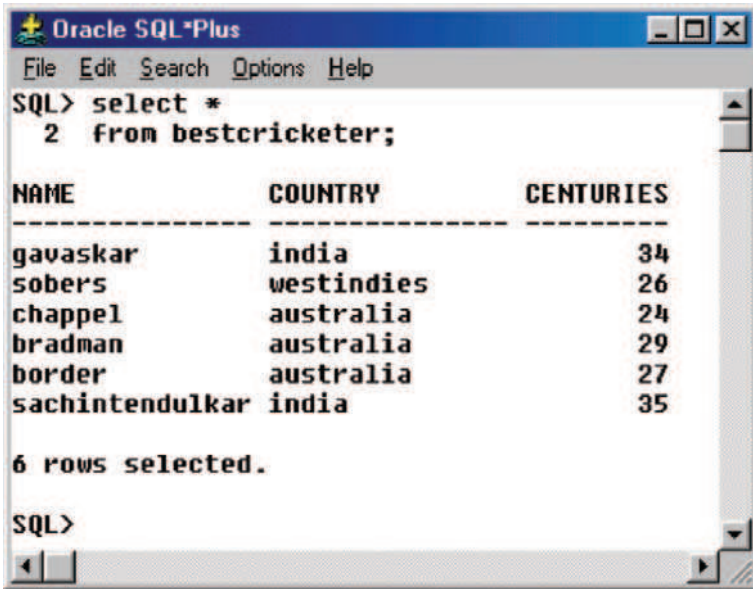 Oracle SQL*Plus
File Edit Search Options Help
SQL> select *
2 from bestcricketer;
NAME COUNTRY CENTURIES
--------------- --------------- ---------
gavaskar india 34
sobers westindies 26
chappel australia 24
bradman australia 29
border australia 27
sachintendulkar india 35
6 rows selected.
SQL>